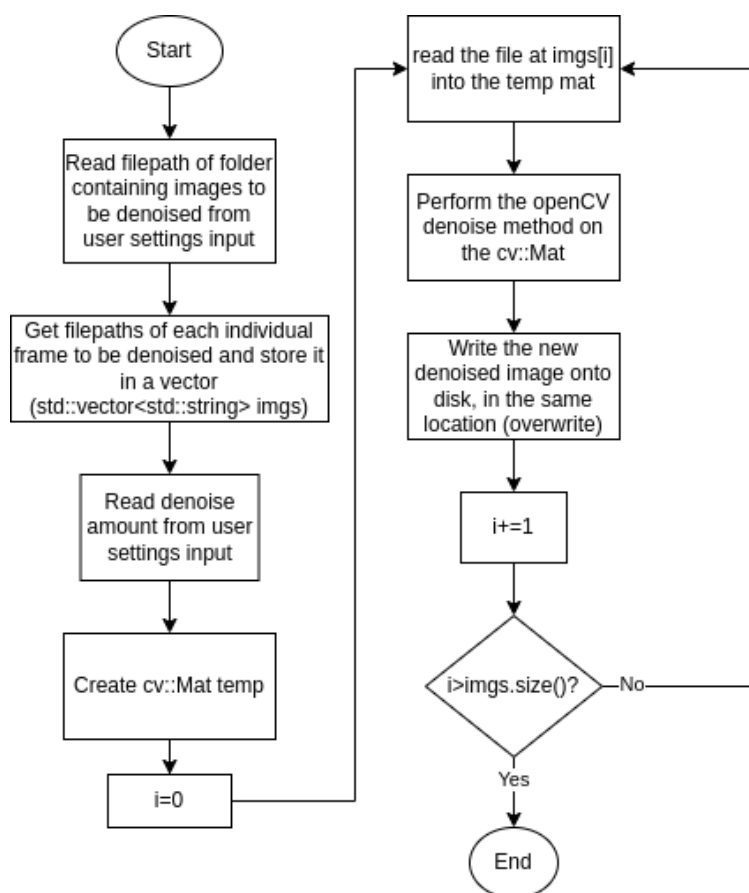 Start
Read filepath of folder
containing images to
be denoised from
user settings input
Get filepaths of each individual
frame to be denoised and store it
in a vector
(std::vector<std::string> imgs)
Read denoise
amount from user
settings input
Create cv::Mat temp
i=0
read the file at imgs[i]
into the temp mat
Perform the openCV
denoise method on
the cv::Mat
Write the new
denoised image onto
disk, in the same
location (overwrite)
i+=1
i>imgs.size()?
No
Yes
End